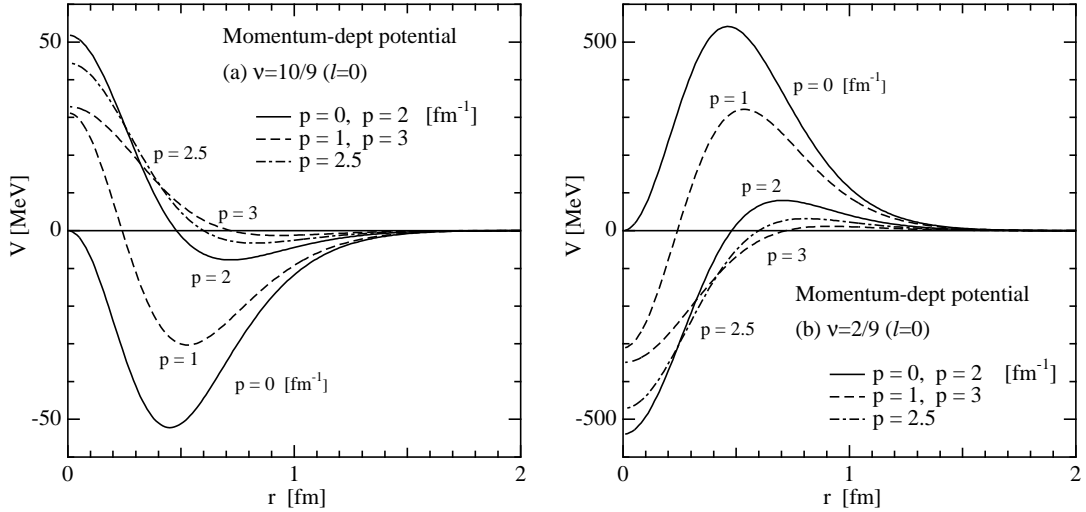 50
0
-50
V [MeV]
0
1
2
r [fm]
Momentum-dept potential
(a) ν=10/9 (l=0)
p = 0, p = 2 [fm⁻¹]
p = 1, p = 3
p = 2.5
p = 2.5
p = 3
p = 2
p = 1
p = 0 [fm⁻¹]
500
0
-500
V [MeV]
0
1
2
r [fm]
p = 0 [fm⁻¹]
p = 1
p = 2
p = 3
p = 2.5
Momentum-dept potential
(b) ν=2/9 (l=0)
p = 0, p = 2 [fm⁻¹]
p = 1, p = 3
p = 2.5